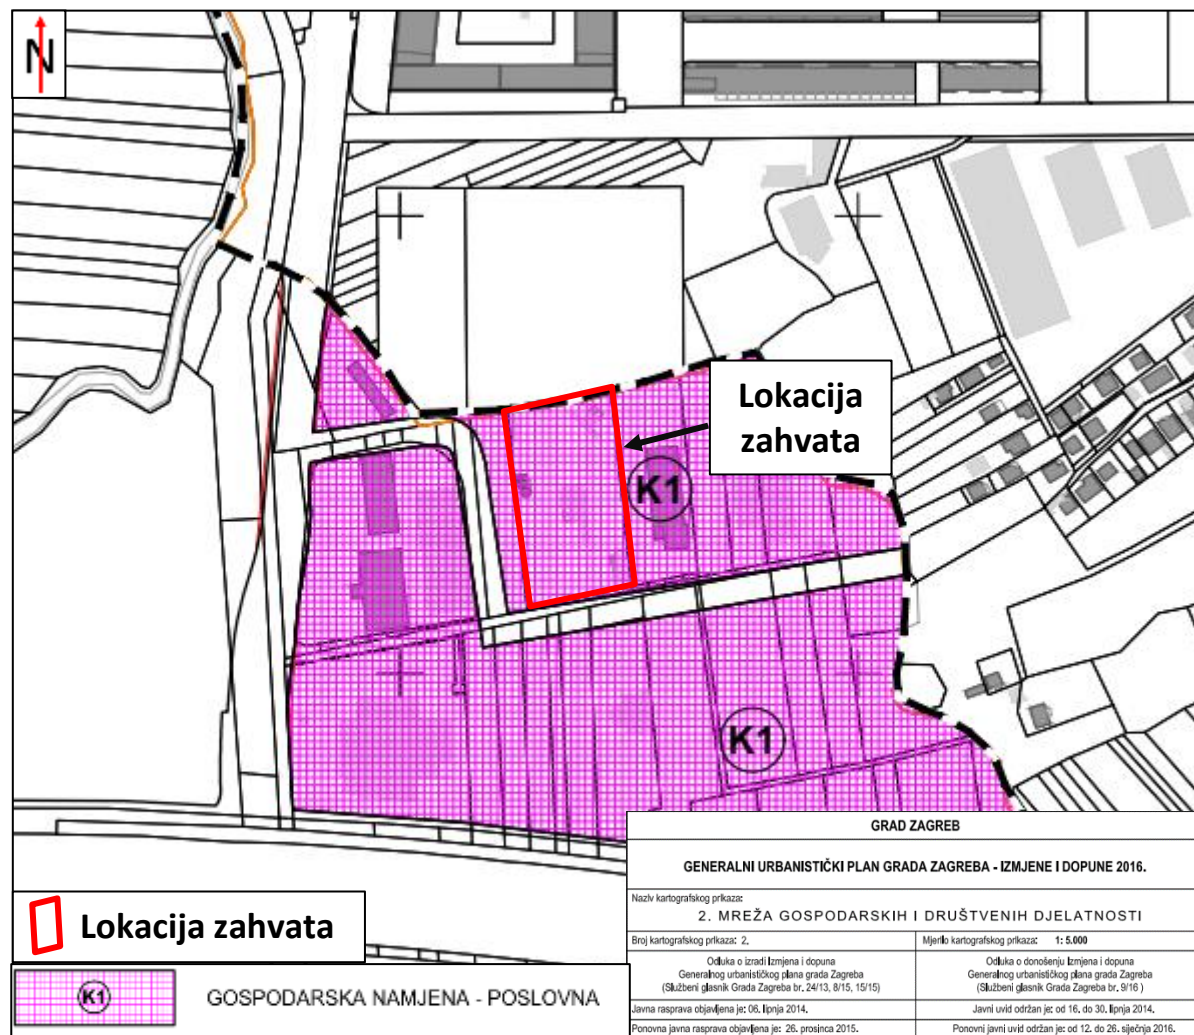 N
Lokacija
zahvata
K1
K1
Lokacija zahvata
K1
GOSPODARSKA NAMJENA - POSLOVNA
GRAD ZAGREB
GENERALNI URBANISTIČKI PLAN GRADA ZAGREBA - IZMJENE I DOPUNE 2016.
Naziv kartografskog prikaza:
2. MREŽA GOSPODARSKIH I DRUŠTVENIH DJELATNOSTI
Broj kartografskog prikaza: 2.
Mjerilo kartografskog prikaza: 1: 5.000
Odluka o izradi izmjena i dopuna
Generalnog urbanističkog plana grada Zagreba
(Službeni glasnik Grada Zagreba br. 24/13, 8/15, 15/15)
Odluka o donošenju izmjena i dopuna
Generalnog urbanističkog plana grada Zagreba
(Službeni glasnik Grada Zagreba br. 9/16 )
Javna rasprava objavljena je: 06. lipnja 2014.
Javni uvid održan je: od 16. do 30. lipnja 2014.
Ponovna javna rasprava objavljena je: 26. prosinca 2015.
Ponovni javni uvid održan je: od 12. do 26. siječnja 2016.